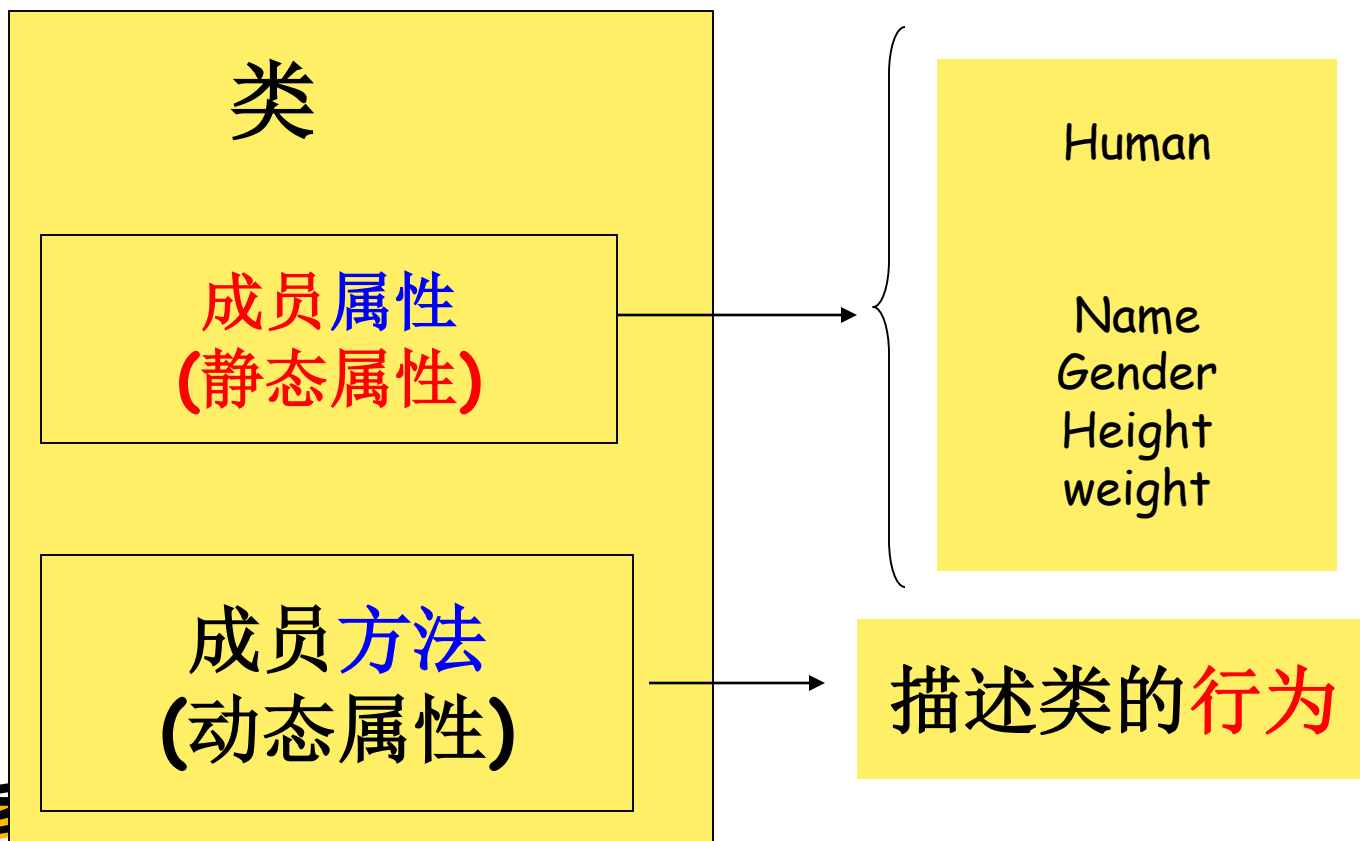 类
成员属性
(静态属性)
成员方法
(动态属性)
Human
Name
Gender
Height
weight
描述类的行为